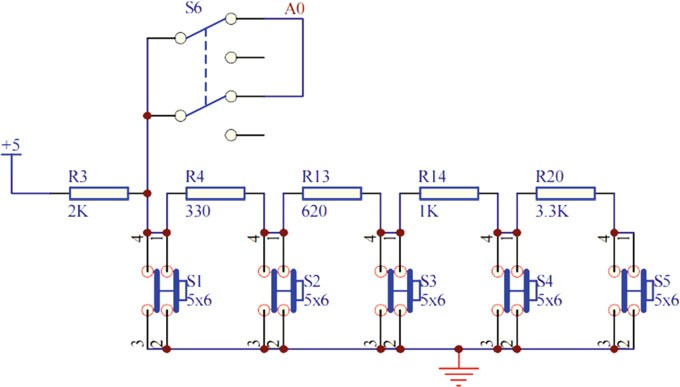 S6 A0
+5
R3 R4 R13 R14 R20
2K 330 620 1K 3.3K
4 1 4 1 4 1 4 1 4 1
S1 S2 S3 S4 S5
5x6 5x6 5x6 5x6 5x6
3 2 3 2 3 2 3 2 3 2